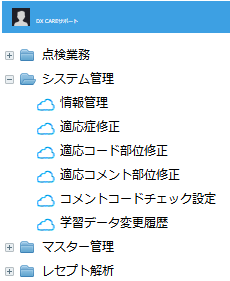 DX CAREサポート
点検業務
システム管理
情報管理
適応症修正
適応コード部位修正
適応コメント部位修正
コメントコードチェック設定
学習データ変更履歴
マスター管理
レセプト解析